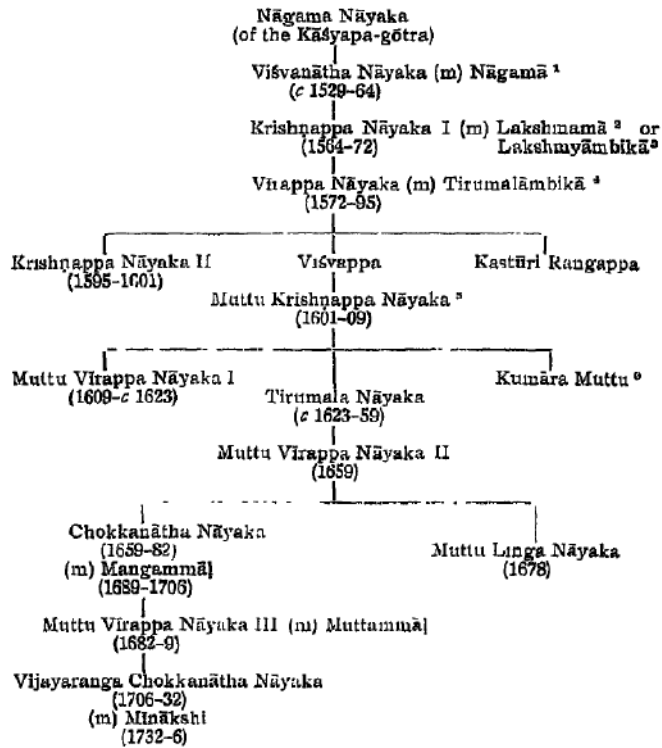 Nāgama Nāyaka
(of the Kāśyapa-gōtra)
Viśvanātha Nāyaka (m) Nāgamā ¹
(c 1529-64)
Krishṇappa Nāyaka I (m) Lakshmamā ² or
(1564-72) Lakshmyāmbikā ³
Vīrappa Nāyaka (m) Tirumalāmbikā ⁴
(1572-95)
Krishṇappa Nāyaka II Viśvappa Kastūri Rangappa
(1595-1601)
Muttu Krishṇappa Nāyaka ⁵
(1601-09)
Muttu Vīrappa Nāyaka I Kumāra Muttu ⁶
(1609-c 1623) Tirumala Nāyaka
(c 1623-59)
Muttu Vīrappa Nāyaka II
(1659)
Chokkanātha Nāyaka
(1659-82) Muttu Linga Nāyaka
(m) Mangammāḷ (1678)
(1689-1706)
Muttu Vīrappa Nāyaka III (m) Muttammāḷ
(1682-9)
Vijayaranga Chokkanātha Nāyaka
(1706-32)
(m) Mīnākshi
(1732-6)